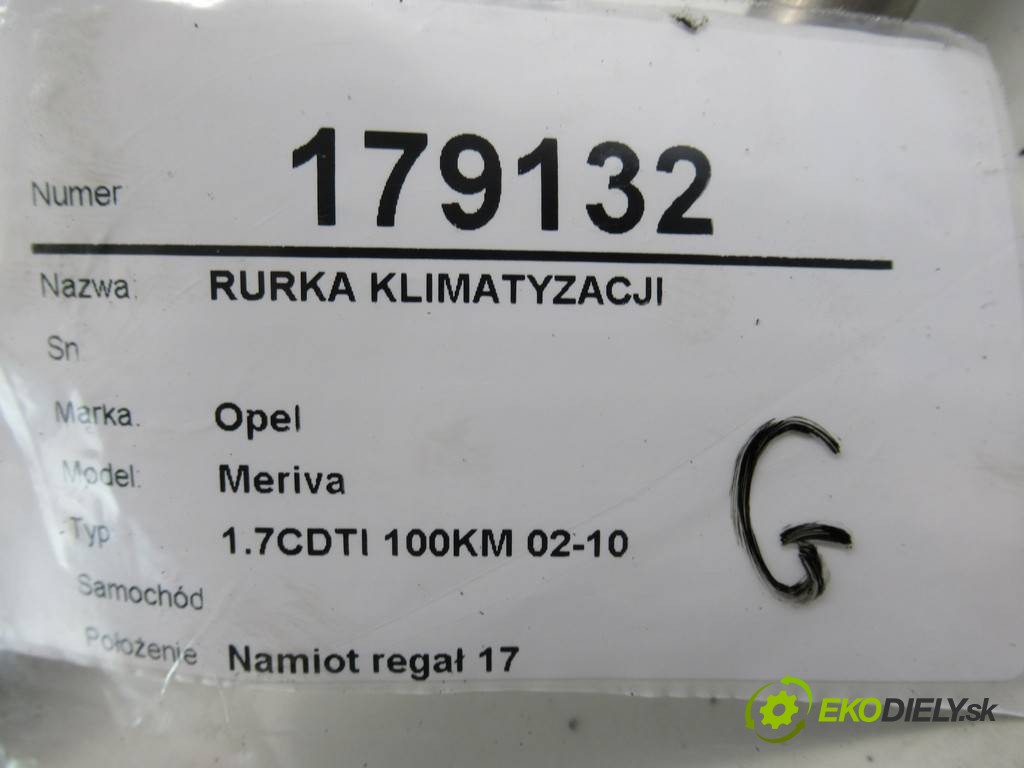 Numer 179132
Nazwa: RURKA KLIMATYZACJI
Sn
Marka: Opel
Model: Meriva
Typ 1.7CDTI 100KM 02-10
Samochód
Położenie Namiot regał 17
G
EKODIELY.sk